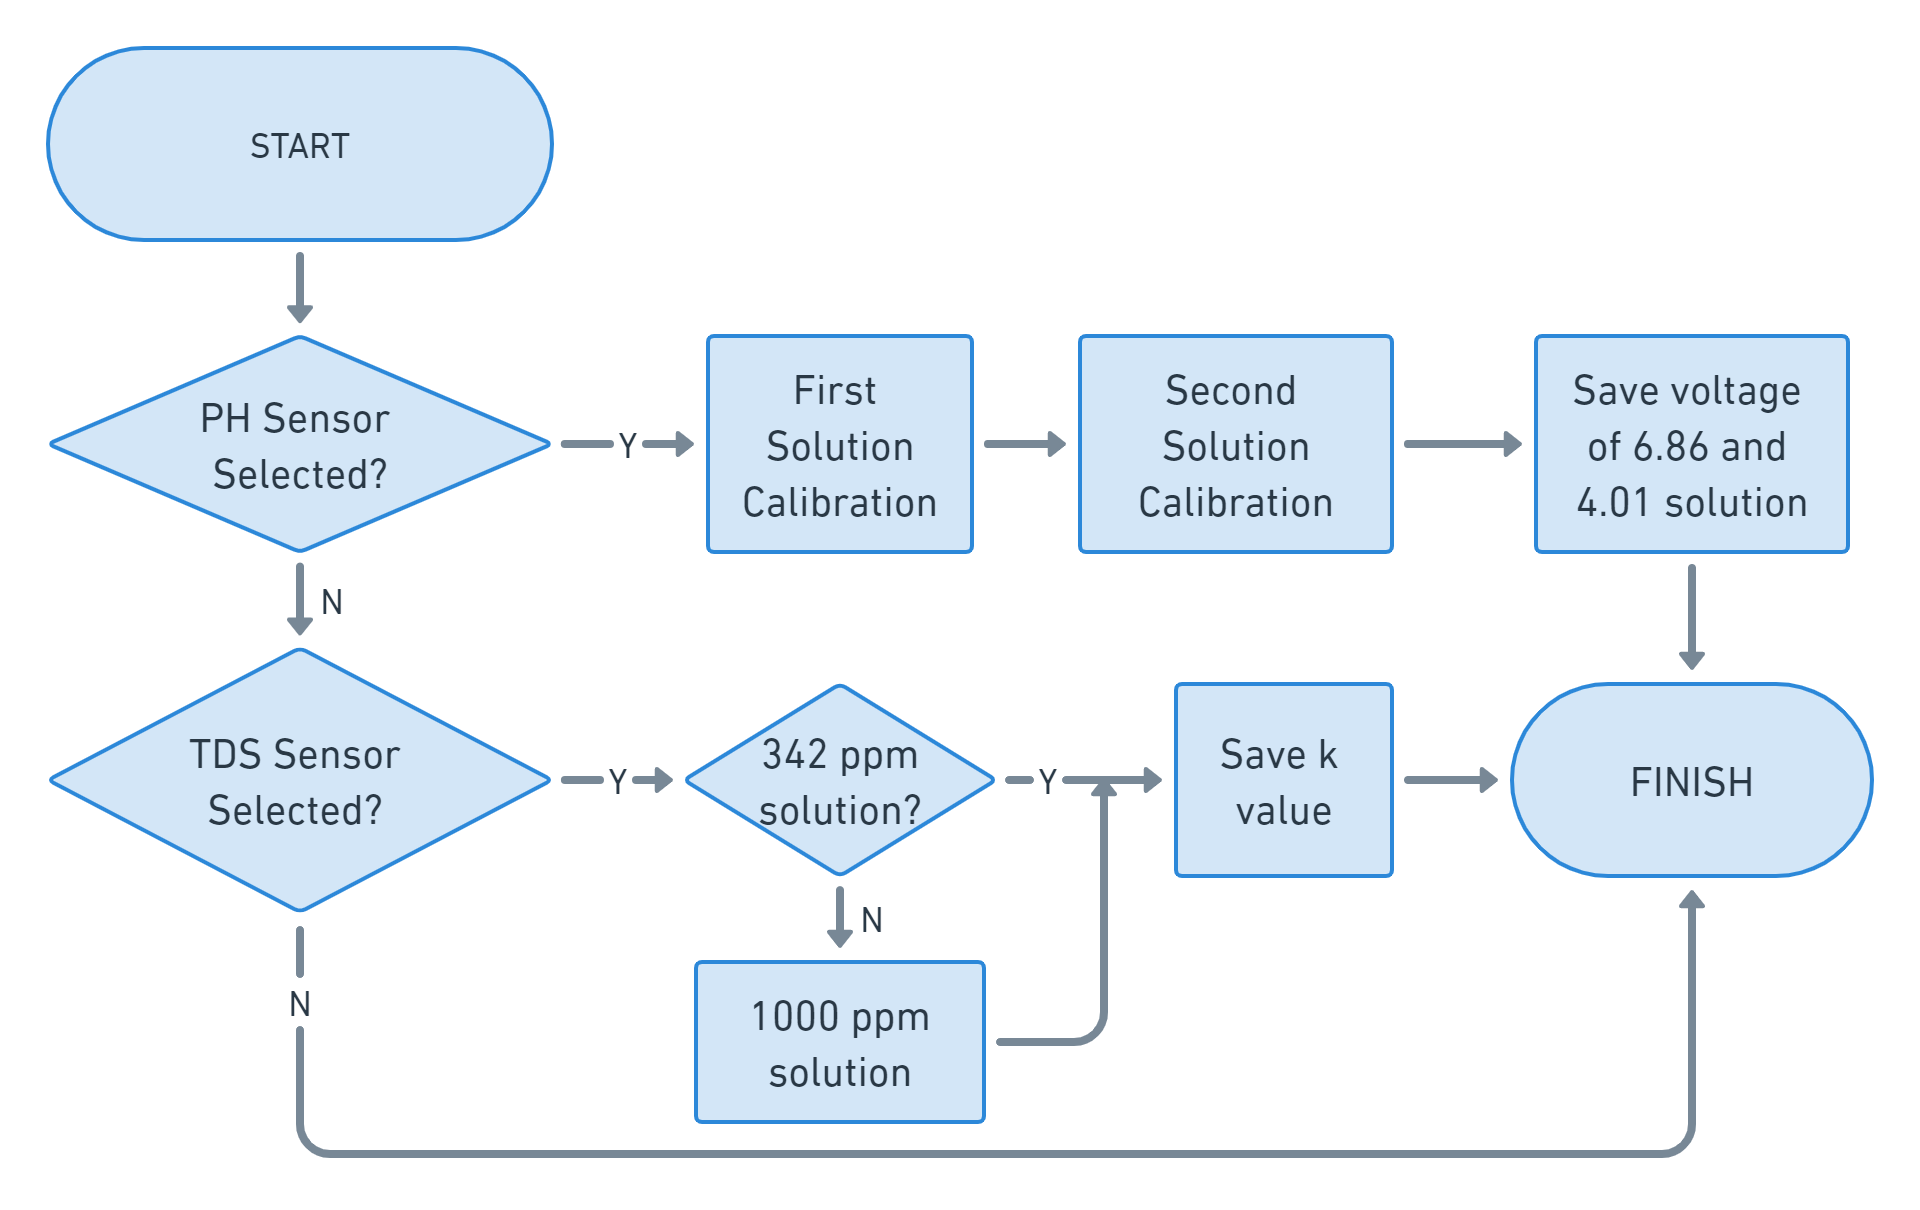 START
PH Sensor
Selected?
Y
First
Solution
Calibration
Second
Solution
Calibration
Save voltage
of 6.86 and
4.01 solution
N
TDS Sensor
Selected?
Y
342 ppm
solution?
Y
Save k
value
FINISH
N
1000 ppm
solution
N